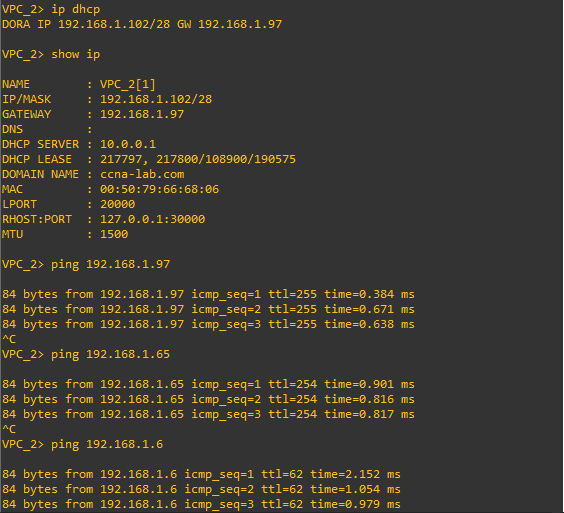 VPC_2> ip dhcp
DORA IP 192.168.1.102/28 GW 192.168.1.97
VPC_2> show ip
NAME        : VPC_2[1]
IP/MASK     : 192.168.1.102/28
GATEWAY     : 192.168.1.97
DNS         :
DHCP SERVER : 10.0.0.1
DHCP LEASE  : 217797, 217800/108900/190575
DOMAIN NAME : ccna-lab.com
MAC         : 00:50:79:66:68:06
LPORT       : 20000
RHOST:PORT  : 127.0.0.1:30000
MTU         : 1500
VPC_2> ping 192.168.1.97
84 bytes from 192.168.1.97 icmp_seq=1 ttl=255 time=0.384 ms
84 bytes from 192.168.1.97 icmp_seq=2 ttl=255 time=0.671 ms
84 bytes from 192.168.1.97 icmp_seq=3 ttl=255 time=0.638 ms
^C
VPC_2> ping 192.168.1.65
84 bytes from 192.168.1.65 icmp_seq=1 ttl=254 time=0.901 ms
84 bytes from 192.168.1.65 icmp_seq=2 ttl=254 time=0.816 ms
84 bytes from 192.168.1.65 icmp_seq=3 ttl=254 time=0.817 ms
^C
VPC_2> ping 192.168.1.6
84 bytes from 192.168.1.6 icmp_seq=1 ttl=62 time=2.152 ms
84 bytes from 192.168.1.6 icmp_seq=2 ttl=62 time=1.054 ms
84 bytes from 192.168.1.6 icmp_seq=3 ttl=62 time=0.979 ms